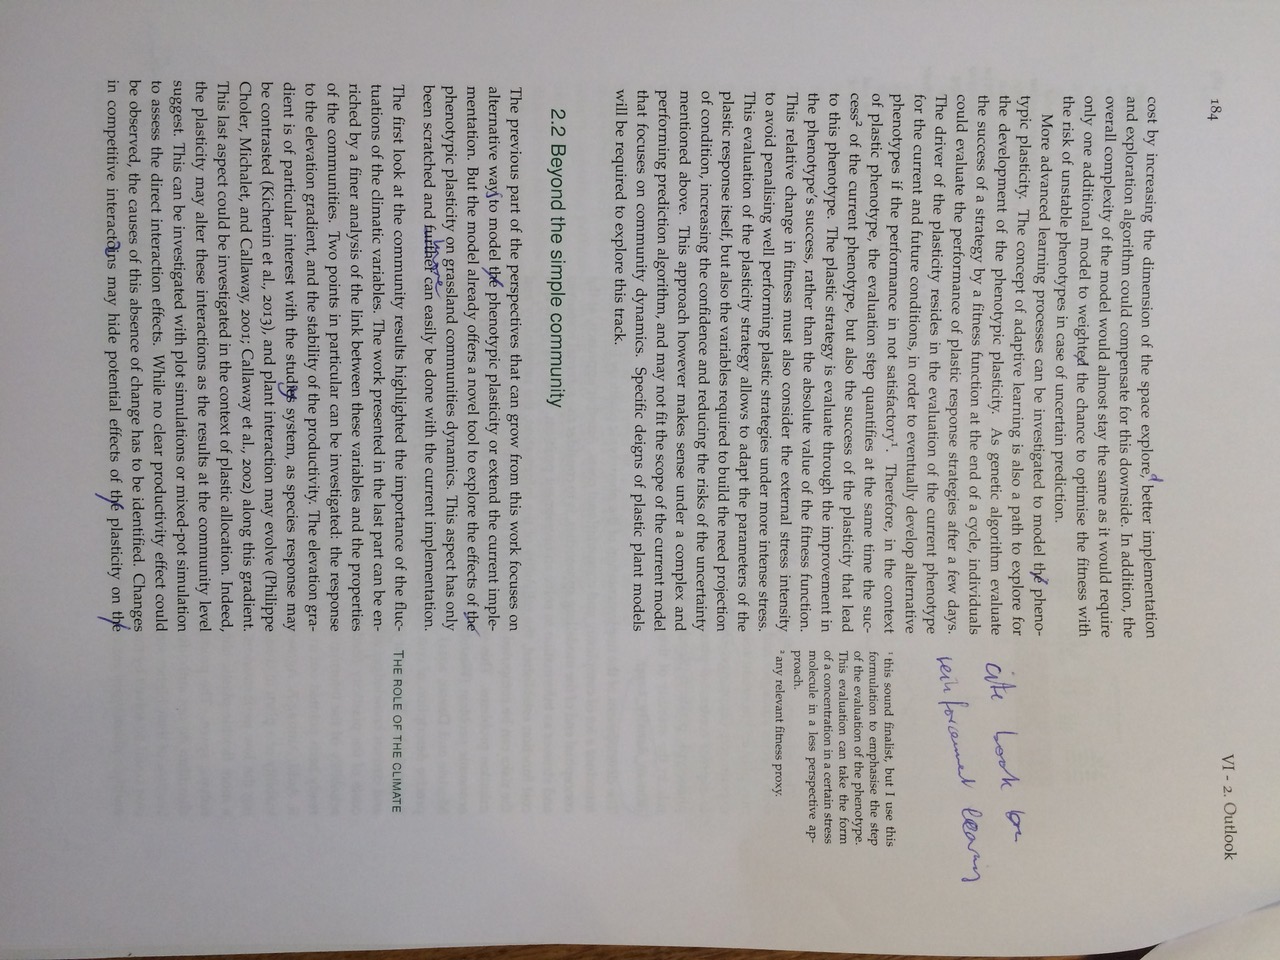 184
VI - 2. Outlook
cost by increasing the dimension of the space explore,d better implementation
and exploration algorithm could compensate for this downside. In addition, the
overall complexity of the model would almost stay the same as it would require
only one additional model to weighted the chance to optimise the fitness with
the risk of unstable phenotypes in case of uncertain prediction.
More advanced learning processes can be investigated to model the pheno-
typic plasticity. The concept of adaptive learning is also a path to explore for
the development of the phenotypic plasticity. As genetic algorithm evaluate
the success of a strategy by a fitness function at the end of a cycle, individuals
could evaluate the performance of plastic response strategies after a few days.
The driver of the plasticity resides in the evaluation of the current phenotype
for the current and future conditions, in order to eventually develop alternative
phenotypes if the performance in not satisfactory¹. Therefore, in the context
of plastic phenotype, the evaluation step quantifies at the same time the suc-
cess² of the current phenotype, but also the success of the plasticity that lead
to this phenotype. The plastic strategy is evaluate through the improvement in
the phenotype's success, rather than the absolute value of the fitness function.
This relative change in fitness must also consider the external stress intensity
to avoid penalising well performing plastic strategies under more intense stress.
This evaluation of the plasticity strategy allows to adapt the parameters of the
plastic response itself, but also the variables required to build the need projection
of condition, increasing the confidence and reducing the risks of the uncertainty
mentioned above. This approach however makes sense under a complex and
performing prediction algorithm, and may not fit the scope of the current model
that focuses on community dynamics. Specific deigns of plastic plant models
will be required to explore this track.
cite book on
reinforcement learning
¹ this sound finalist, but I use this
formulation to emphasise the step
of the evaluation of the phenotype.
This evaluation can take the form
of a concentration in a certain stress
molecule in a less perspective ap-
proach.
² any relevant fitness proxy.
2.2 Beyond the simple community
The previous part of the perspectives that can grow from this work focuses on
alternative ways to model the phenotypic plasticity or extend the current imple-
mentation. But the model already offers a novel tool to explore the effects of the
phenotypic plasticity on grassland communities dynamics. This aspect has only
more
been scratched and further can easily be done with the current implementation.
THE ROLE OF THE CLIMATE
The first look at the community results highlighted the importance of the fluc-
tuations of the climatic variables. The work presented in the last part can be en-
riched by a finer analysis of the link between these variables and the properties
of the communities. Two points in particular can be investigated: the response
to the elevation gradient, and the stability of the productivity. The elevation gra-
dient is of particular interest with the system, as species response may
be contrasted (Kichenin et al., 2013), and plant interaction may evolve (Philippe
Choler, Michalet, and Callaway, 2001; Callaway et al., 2002) along this gradient.
This last aspect could be investigated in the context of plastic allocation. Indeed,
the plasticity may alter these interactions as the results at the community level
suggest. This can be investigated with plot simulations or mixed-pot simulation
to assess the direct interaction effects. While no clear productivity effect could
be observed, the causes of this absence of change has to be identified. Changes
in competitive may hide potential effects of the plasticity on the